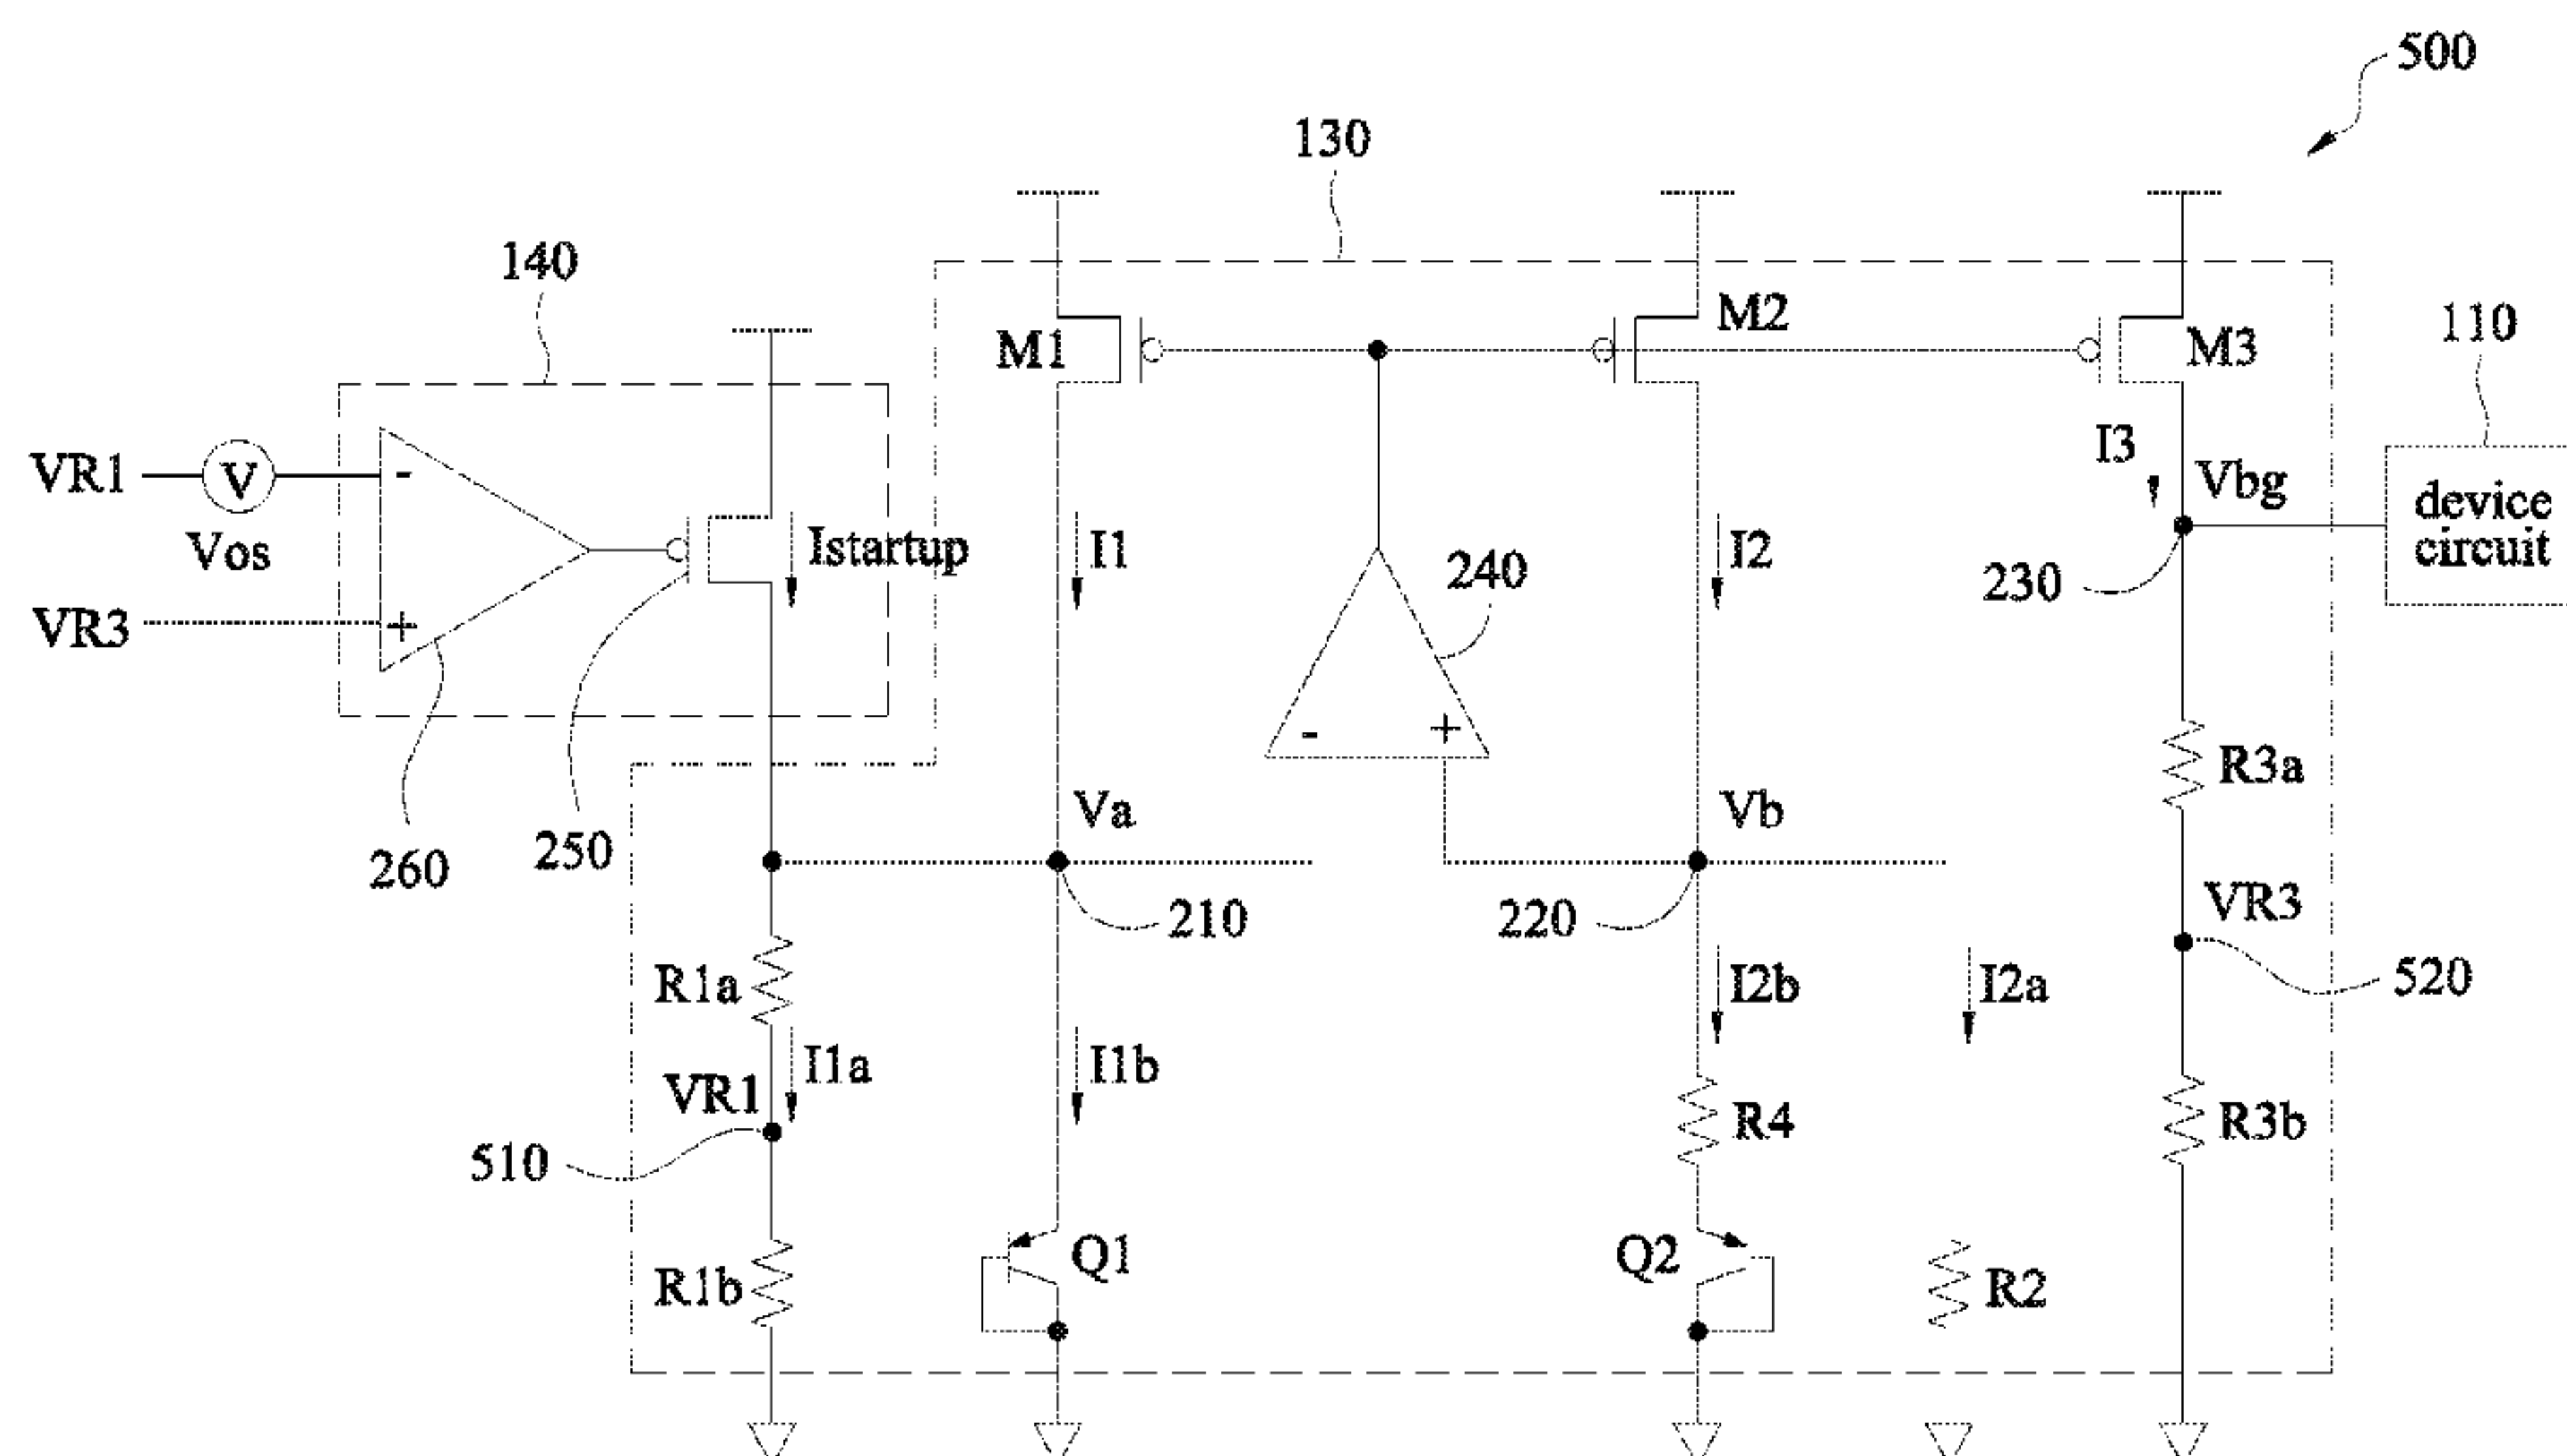 500
130
140
M1
M2
M3
110
VR1
V
-
Vos
VR3
+
Istartup
I1
I2
I3
Vbg
device
circuit
240
230
-
+
260
250
Va
Vb
R3a
210
220
VR3
520
R1a
I1a
VR1
I1b
I2b
I2a
510
R4
R3b
R1b
Q1
Q2
R2